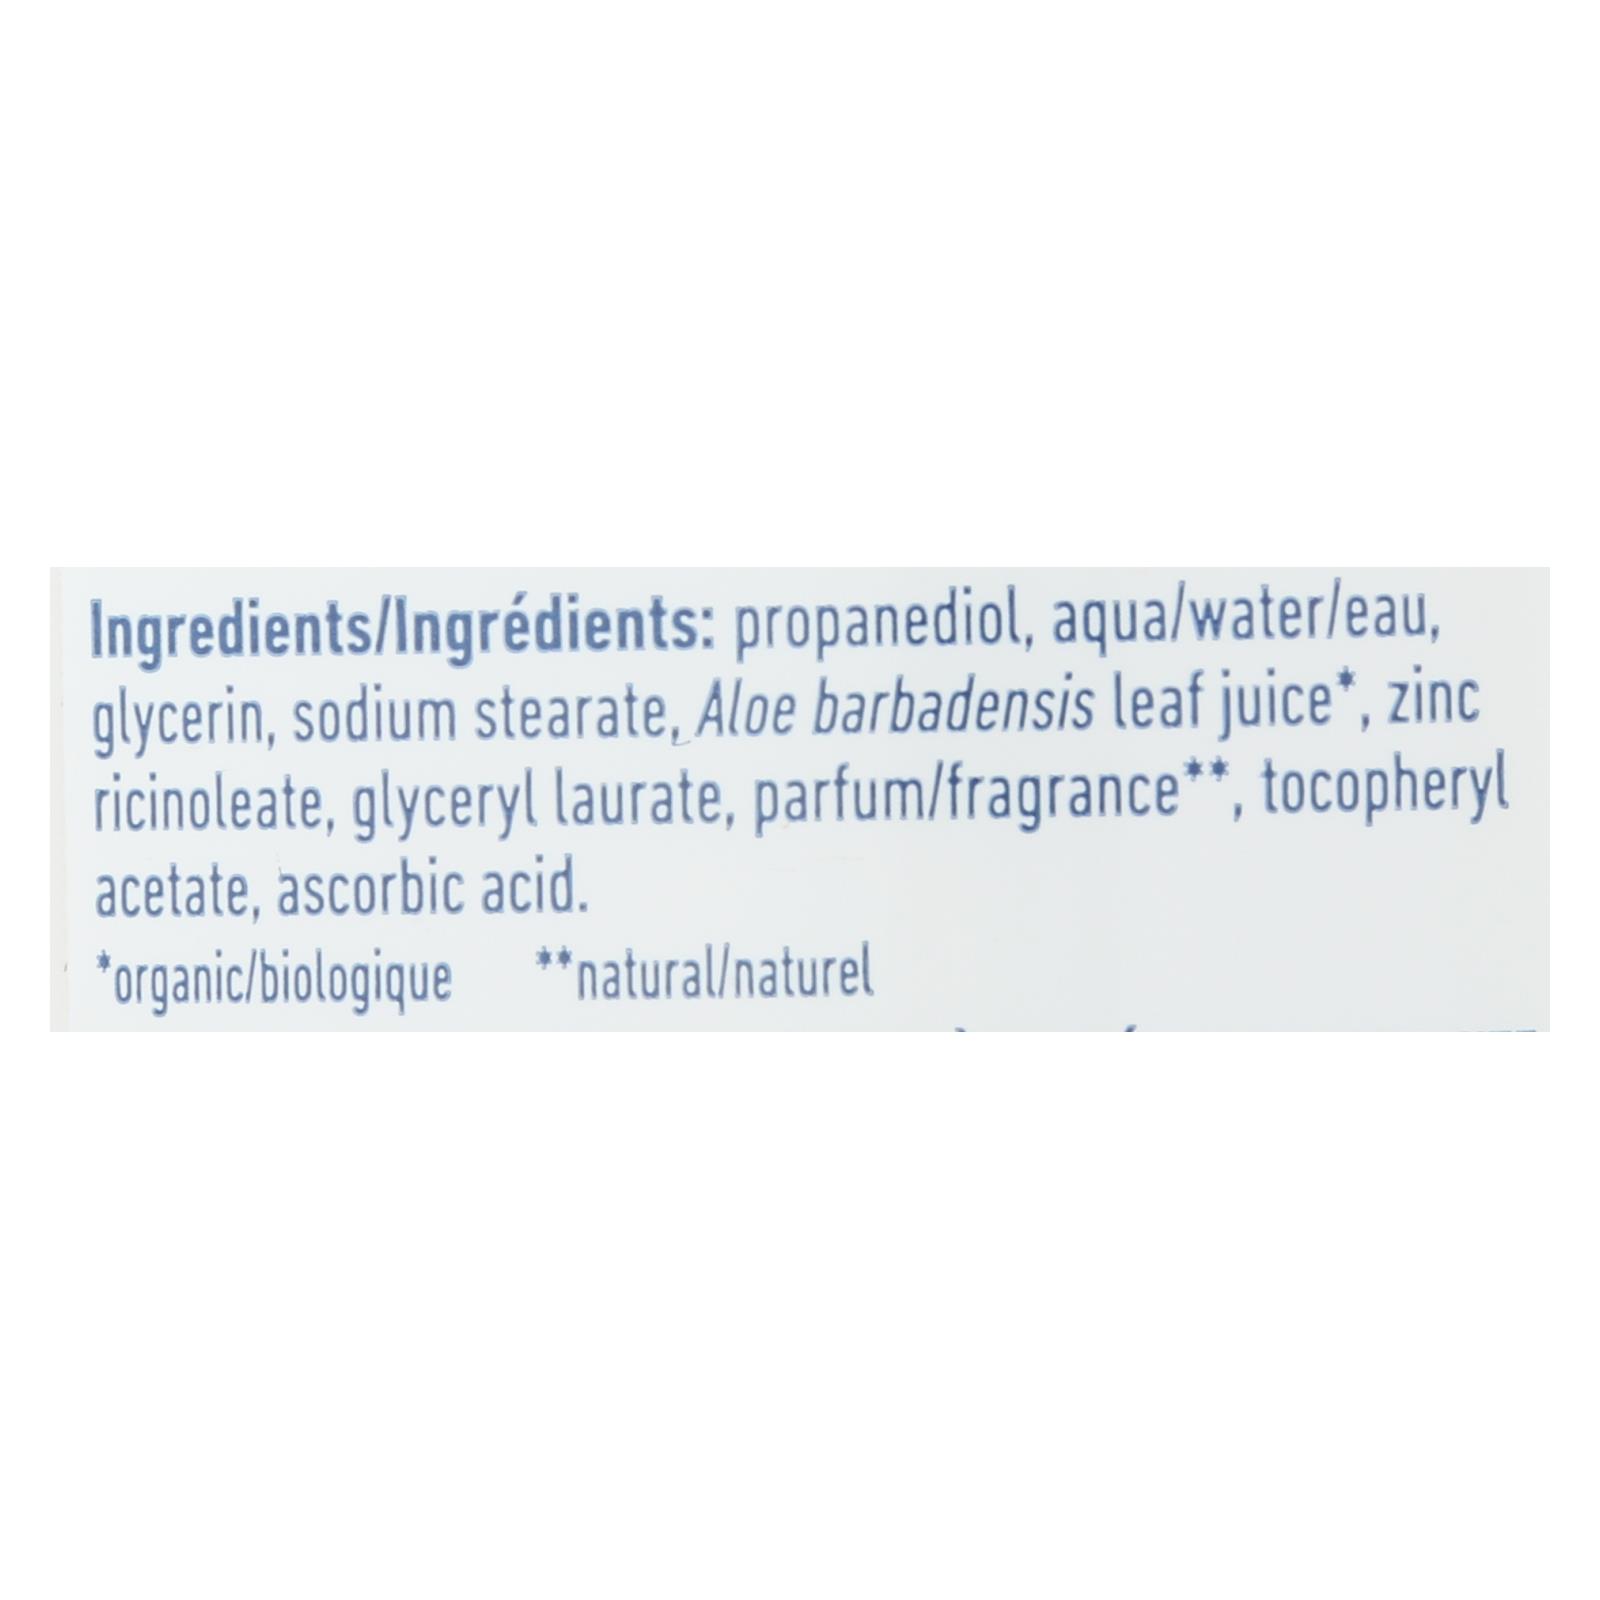 Ingredients/Ingrédients: propanediol, aqua/water/eau,
glycerin, sodium stearate, Aloe barbadensis leaf juice*, zinc
ricinoleate, glyceryl laurate, parfum/fragrance**, tocopheryl
acetate, ascorbic acid.
*organic/biologique **natural/naturel